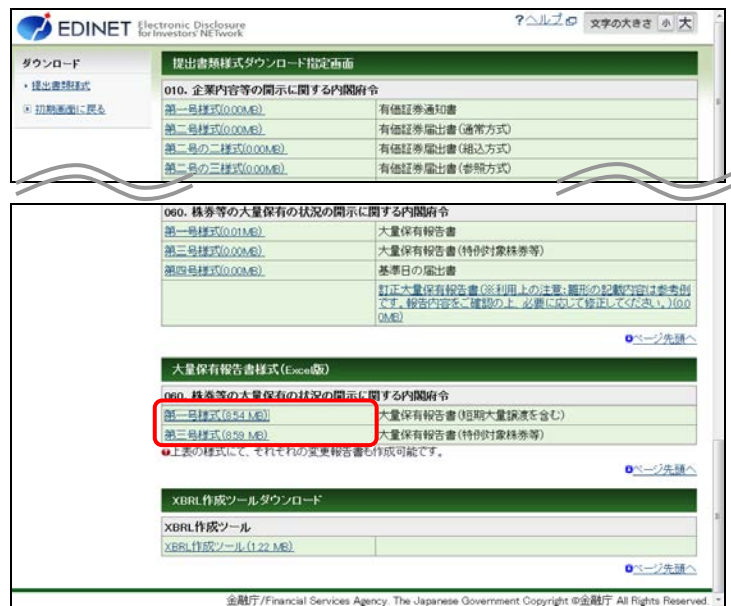 EDINET Electronic Disclosure for Investors' NETwork
?ヘルプ 文字の大きさ 小 大
ダウンロード
・提出書類様式
初期画面に戻る
提出書類様式ダウンロード指定画面
010. 企業内容等の開示に関する内閣府令
第一号様式(0.00MB) 有価証券通知書
第二号様式(0.00MB) 有価証券届出書(通常方式)
第二号の二様式(0.00MB) 有価証券届出書(組込方式)
第二号の三様式(0.00MB) 有価証券届出書(参照方式)
060. 株券等の大量保有の状況の開示に関する内閣府令
第一号様式(0.01MB) 大量保有報告書
第三号様式(0.00MB) 大量保有報告書(特例対象株券等)
第四号様式(0.00MB) 基準日の届出書
訂正大量保有報告書(※利用上の注意:雛形の記載内容は参考例
です。報告内容をご確認の上、必要に応じて修正してください。)(0.0
0MB)
ページ先頭へ
大量保有報告書様式(Excel版)
060. 株券等の大量保有の状況の開示に関する内閣府令
第一号様式(8.54 MB) 大量保有報告書(短期大量譲渡を含む)
第三号様式(8.59 MB) 大量保有報告書(特例対象株券等)
上表の様式にて、それぞれの変更報告書も作成可能です。
ページ先頭へ
XBRL作成ツールダウンロード
XBRL作成ツール
XBRL作成ツール(1.22 MB)
ページ先頭へ
金融庁/Financial Services Agency. The Japanese Government Copyright ©金融庁 All Rights Reserved.